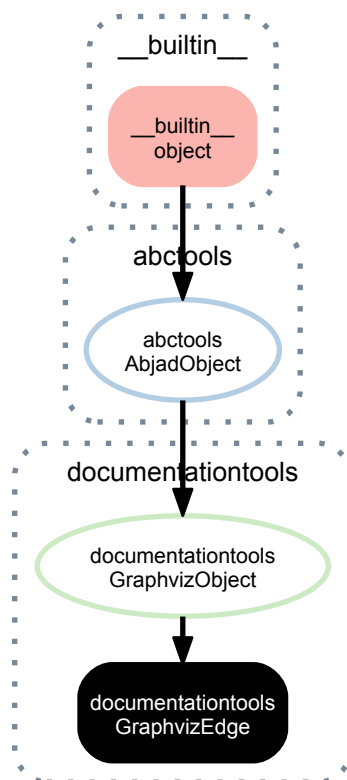 __builtin__
__builtin__
object
abctools
abctools
AbjadObject
documentationtools
documentationtools
GraphvizObject
documentationtools
GraphvizEdge